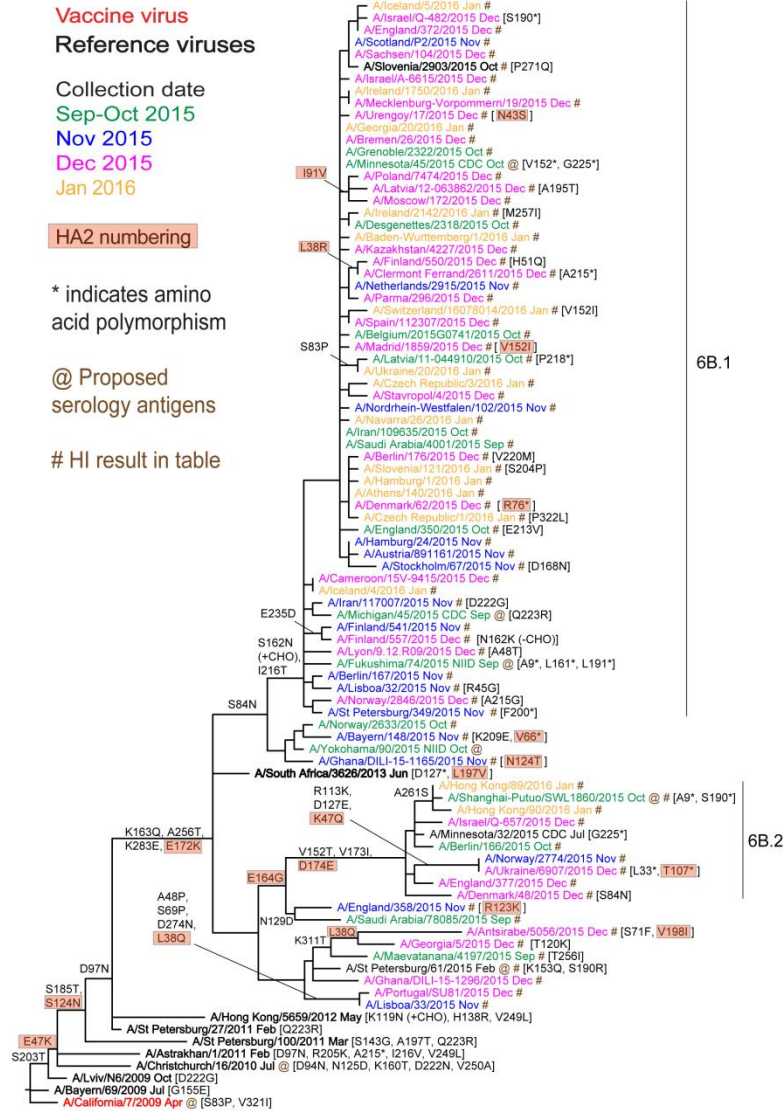 Vaccine virus
Reference viruses
Collection date
Sep-Oct 2015
Nov 2015
Dec 2015
Jan 2016
HA2 numbering
* indicates amino
acid polymorphism
@ Proposed
serology antigens
# HI result in table
A/Iceland/5/2016 Jan #
A/Israel/Q-482/2015 Dec [S190*]
A/England/372/2015 Dec #
A/Scotland/P2/2015 Nov #
A/Sachsen/104/2015 Dec #
A/Slovenia/2903/2015 Oct # [P271Q]
A/Israel/A-6615/2015 Dec #
A/Ireland/1750/2016 Jan #
A/Mecklenburg-Vorpommern/19/2015 Dec #
A/Urengoy/17/2015 Dec # [N43S]
A/Georgia/20/2016 Jan #
A/Bremen/26/2015 Dec #
A/Grenoble/2322/2015 Oct #
A/Minnesota/45/2015 CDC Oct @ [V152*, G225*]
I91V
A/Poland/7474/2015 Dec #
A/Latvia/12-063862/2015 Dec # [A195T]
A/Moscow/172/2015 Dec #
A/Ireland/2142/2016 Jan # [M257I]
A/Desgenettes/2318/2015 Oct #
A/Baden-Wurttemberg/1/2016 Jan #
L38R
A/Kazakhstan/4227/2015 Dec #
A/Finland/550/2015 Dec # [H51Q]
A/Clermont Ferrand/2611/2015 Dec # [A215*]
A/Netherlands/2915/2015 Nov #
A/Parma/296/2015 Dec #
A/Switzerland/16078014/2016 Jan # [V152I]
A/Spain/112307/2015 Dec #
A/Belgium/2015G0741/2015 Oct #
S83P
A/Madrid/1859/2015 Dec # [V152I]
A/Latvia/11-044910/2015 Oct # [P218*]
6B.1
A/Ukraine/20/2016 Jan #
A/Czech Republic/3/2016 Jan #
A/Stavropol/4/2015 Dec #
A/Nordrhein-Westfalen/102/2015 Nov #
A/Navarra/26/2016 Jan #
A/Iran/109635/2015 Oct #
A/Saudi Arabia/4001/2015 Sep #
A/Berlin/176/2015 Dec # [V220M]
A/Slovenia/121/2016 Jan # [S204P]
A/Hamburg/1/2016 Jan #
A/Athens/140/2016 Jan #
A/Denmark/62/2015 Dec # [R76*]
A/Czech Republic/1/2016 Jan # [P322L]
A/England/350/2015 Oct # [E213V]
A/Hamburg/24/2015 Nov #
A/Austria/891161/2015 Nov #
A/Stockholm/67/2015 Nov # [D168N]
A/Cameroon/15V-9415/2015 Dec #
A/Iceland/4/2016 Jan #
A/Iran/117007/2015 Nov # [D222G]
E235D
A/Michigan/45/2015 CDC Sep @ [Q223R]
A/Finland/541/2015 Nov #
A/Finland/557/2015 Dec [N162K (-CHO)]
S162N
(+CHO),
I216T
A/Lyon/9.12.R09/2015 Dec # [A48T]
A/Fukushima/74/2015 NIID Sep @ [A9*, L161*, L191*]
A/Berlin/167/2015 Nov #
A/Lisboa/32/2015 Nov # [R45G]
A/Norway/2846/2015 Dec # [A215G]
S84N
A/St Petersburg/349/2015 Nov # [F200*]
A/Norway/2633/2015 Oct #
A/Bayern/148/2015 Nov # [K209E, V66*]
A/Yokohama/90/2015 NIID Oct @
A/Ghana/DILI-15-1165/2015 Nov # [N124T]
A/South Africa/3626/2013 Jun [D127*, L197V]
A/Hong Kong/89/2016 Jan #
R113K,
D127E,
K47Q
A261S
A/Shanghai-Putuo/SWL1860/2015 Oct @ # [A9*, S190*]
A/Hong Kong/90/2016 Jan #
A/Israel/Q-657/2015 Dec #
6B.2
K163Q, A256T,
K283E, E172K
A/Minnesota/32/2015 CDC Jul [G225*]
A/Berlin/166/2015 Oct #
V152T, V173I,
D174E
A/Norway/2774/2015 Nov #
A/Ukraine/6907/2015 Dec # [L33*, T107*]
E164G
A/England/377/2015 Dec #
A/Denmark/48/2015 Dec # [S84N]
A48P,
S69P,
D274N,
L38Q
N129D
A/England/358/2015 Nov # [R123K]
A/Saudi Arabia/78085/2015 Sep #
L38Q
A/Antsirabe/5056/2015 Dec # [S71F, V198I]
K311T
A/Georgia/5/2015 Dec # [T120K]
A/Maevatanana/4197/2015 Sep # [T256I]
D97N
A/St Petersburg/61/2015 Feb @ # [K153Q, S190R]
A/Ghana/DILI-15-1296/2015 Dec #
S185T,
S124N
A/Portugal/SU81/2015 Dec #
A/Lisboa/33/2015 Nov #
A/Hong Kong/5659/2012 May [K119N (+CHO), H138R, V249L]
A/St Petersburg/27/2011 Feb [Q223R]
E47K
A/St Petersburg/100/2011 Mar [S143G, A197T, Q223R]
S203T
A/Astrakhan/1/2011 Feb [D97N, R205K, A215*, I216V, V249L]
A/Christchurch/16/2010 Jul @ [D94N, N125D, K160T, D222N, V250A]
A/Lviv/N6/2009 Oct [D222G]
A/Bayern/69/2009 Jul [G155E]
A/California/7/2009 Apr @ [S83P, V321I]